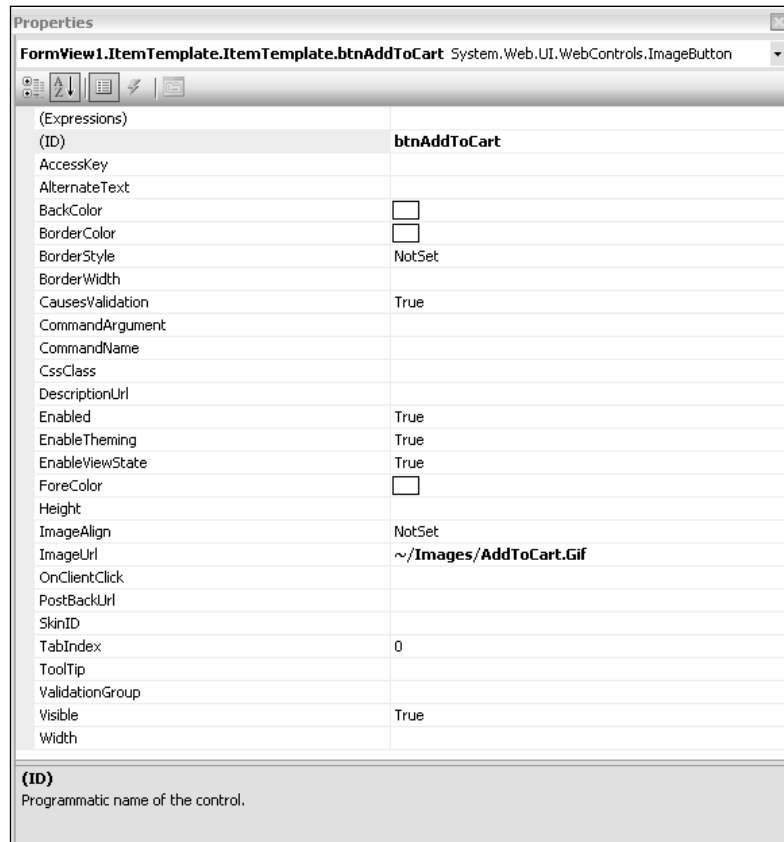 Properties
FormView1.ItemTemplate.ItemTemplate.btnAddToCart System.Web.UI.WebControls.ImageButton
(Expressions)
(ID) btnAddToCart
AccessKey
AlternateText
BackColor
BorderColor
BorderStyle NotSet
BorderWidth
CausesValidation True
CommandArgument
CommandName
CssClass
DescriptionUrl
Enabled True
EnableTheming True
EnableViewState True
ForeColor
Height
ImageAlign NotSet
ImageUrl ~/Images/AddToCart.Gif
OnClientClick
PostBackUrl
SkinID
TabIndex 0
ToolTip
ValidationGroup
Visible True
Width
(ID)
Programmatic name of the control.